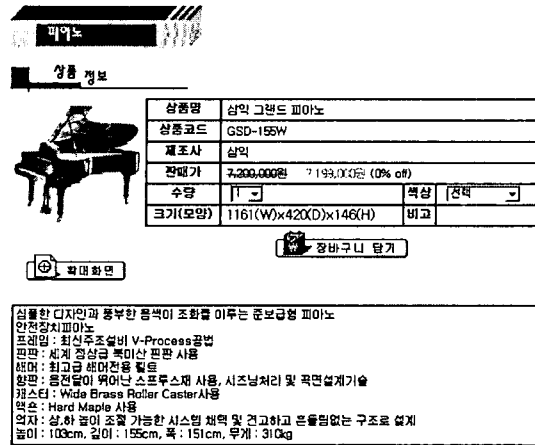 피아노
상품 정보
상품명 삼익 그랜드 피아노
상품코드 GSD-155W
제조사 삼익
판매가 7,200,000원 7,199,000원 (0% off)
수량 1 색상 선택
크기(모양) 1161(W)x420(D)x146(H) 비고
장바구니 담기
확대화면
심플한 디자인과 풍부한 음색이 조화를 이루는 준보급형 피아노
안전장치피아노
프레임 : 최신주조설비 V-Process공법
핀판 : 세계 정상급 북미산 핀판 사용
해머 : 최고급 해머전용 펠트
향판 : 음전달이 뛰어난 스프루스재 사용, 시즈닝처리 및 곡면설계기술
캐스터 : Wide Brass Roller Caster사용
액션 : Hard Maple 사용
의자 : 상,하 높이 조절 가능한 시스템 채택 및 견고하고 흔들림없는 구조로 설계
높이 : 103cm, 길이 : 155cm, 폭 : 151cm, 무게 : 310kg